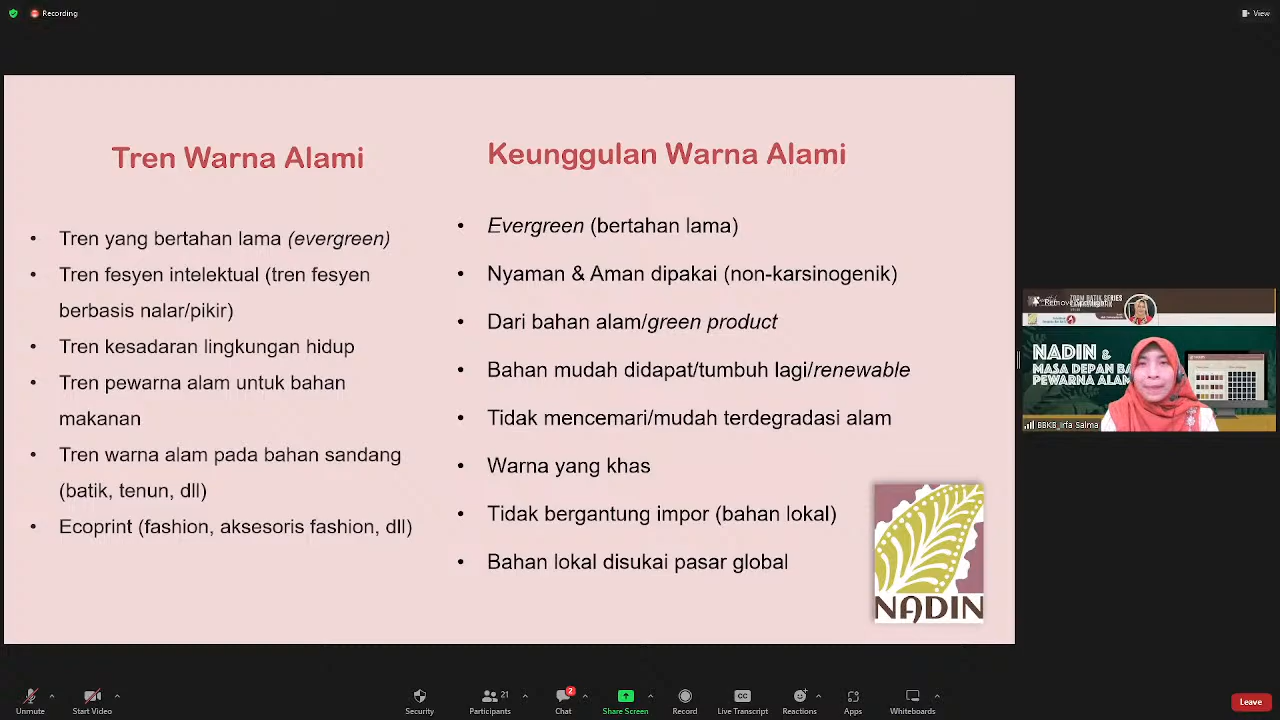 Recording
View
Tren Warna Alami
• Tren yang bertahan lama (evergreen)
• Tren fesyen intelektual (tren fesyen
berbasis nalar/pikir)
• Tren kesadaran lingkungan hidup
• Tren pewarna alam untuk bahan
makanan
• Tren warna alam pada bahan sandang
(batik, tenun, dll)
• Ecoprint (fashion, aksesoris fashion, dll)
Keunggulan Warna Alami
• Evergreen (bertahan lama)
• Nyaman & Aman dipakai (non-karsinogenik)
• Dari bahan alam/green product
• Bahan mudah didapat/tumbuh lagi/renewable
• Tidak mencemari/mudah terdegradasi alam
• Warna yang khas
• Tidak bergantung impor (bahan lokal)
• Bahan lokal disukai pasar global
NADIN
BATIK SERIES
NADIN &
MASA DEPAN
PEWARNA ALAM
BBKB_Irfa Salma
Unmute
Start Video
Security
Participants
21
Chat
2
Share Screen
Record
CC
Live Transcript
Reactions
Apps
Whiteboards
Leave